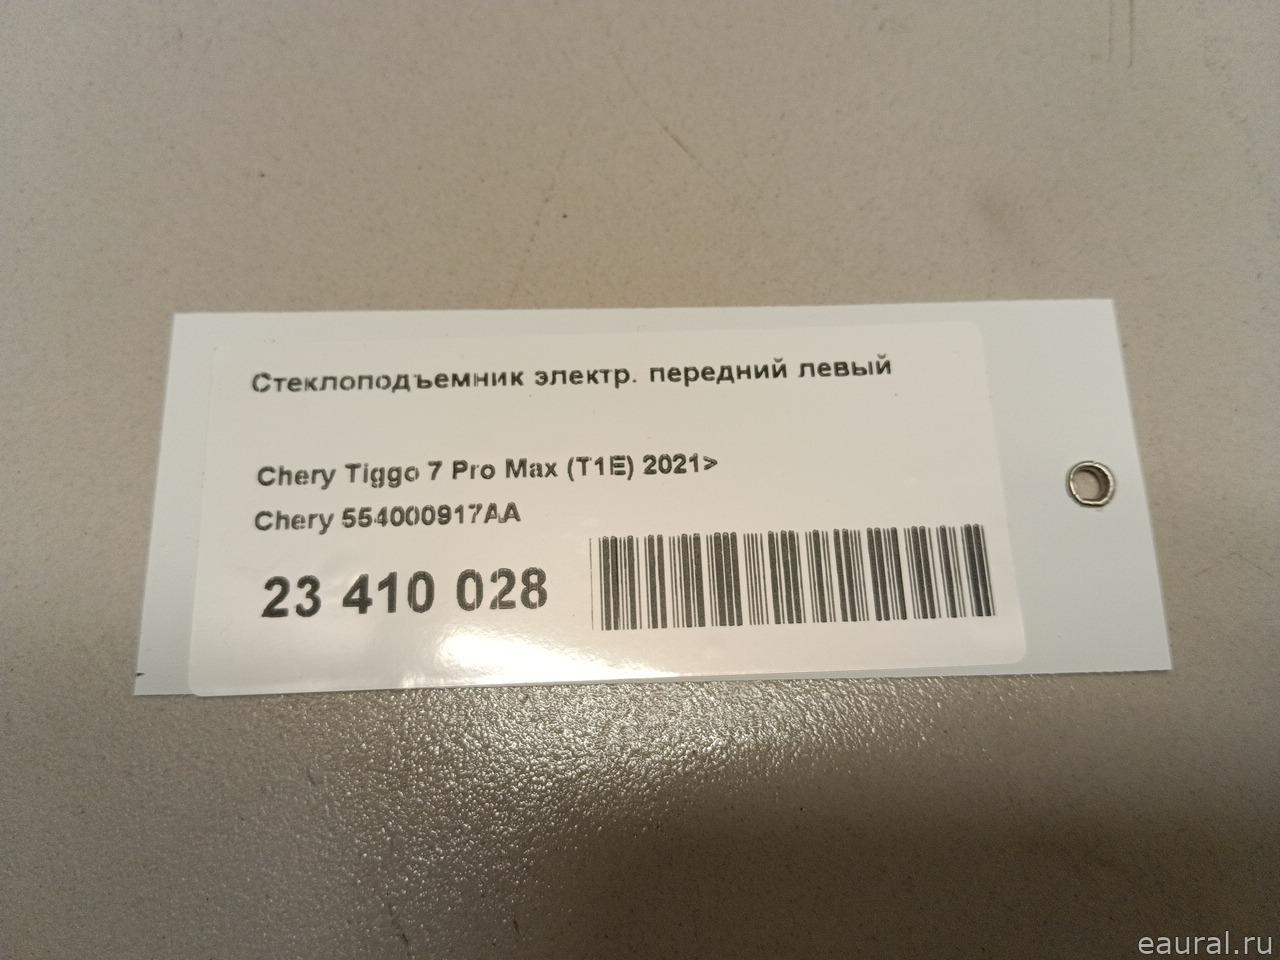 Стеклоподъемник электр. передний левый
Chery Tiggo 7 Pro Max (T1E) 2021>
Chery 554000917AA
23 410 028
eaural.ru